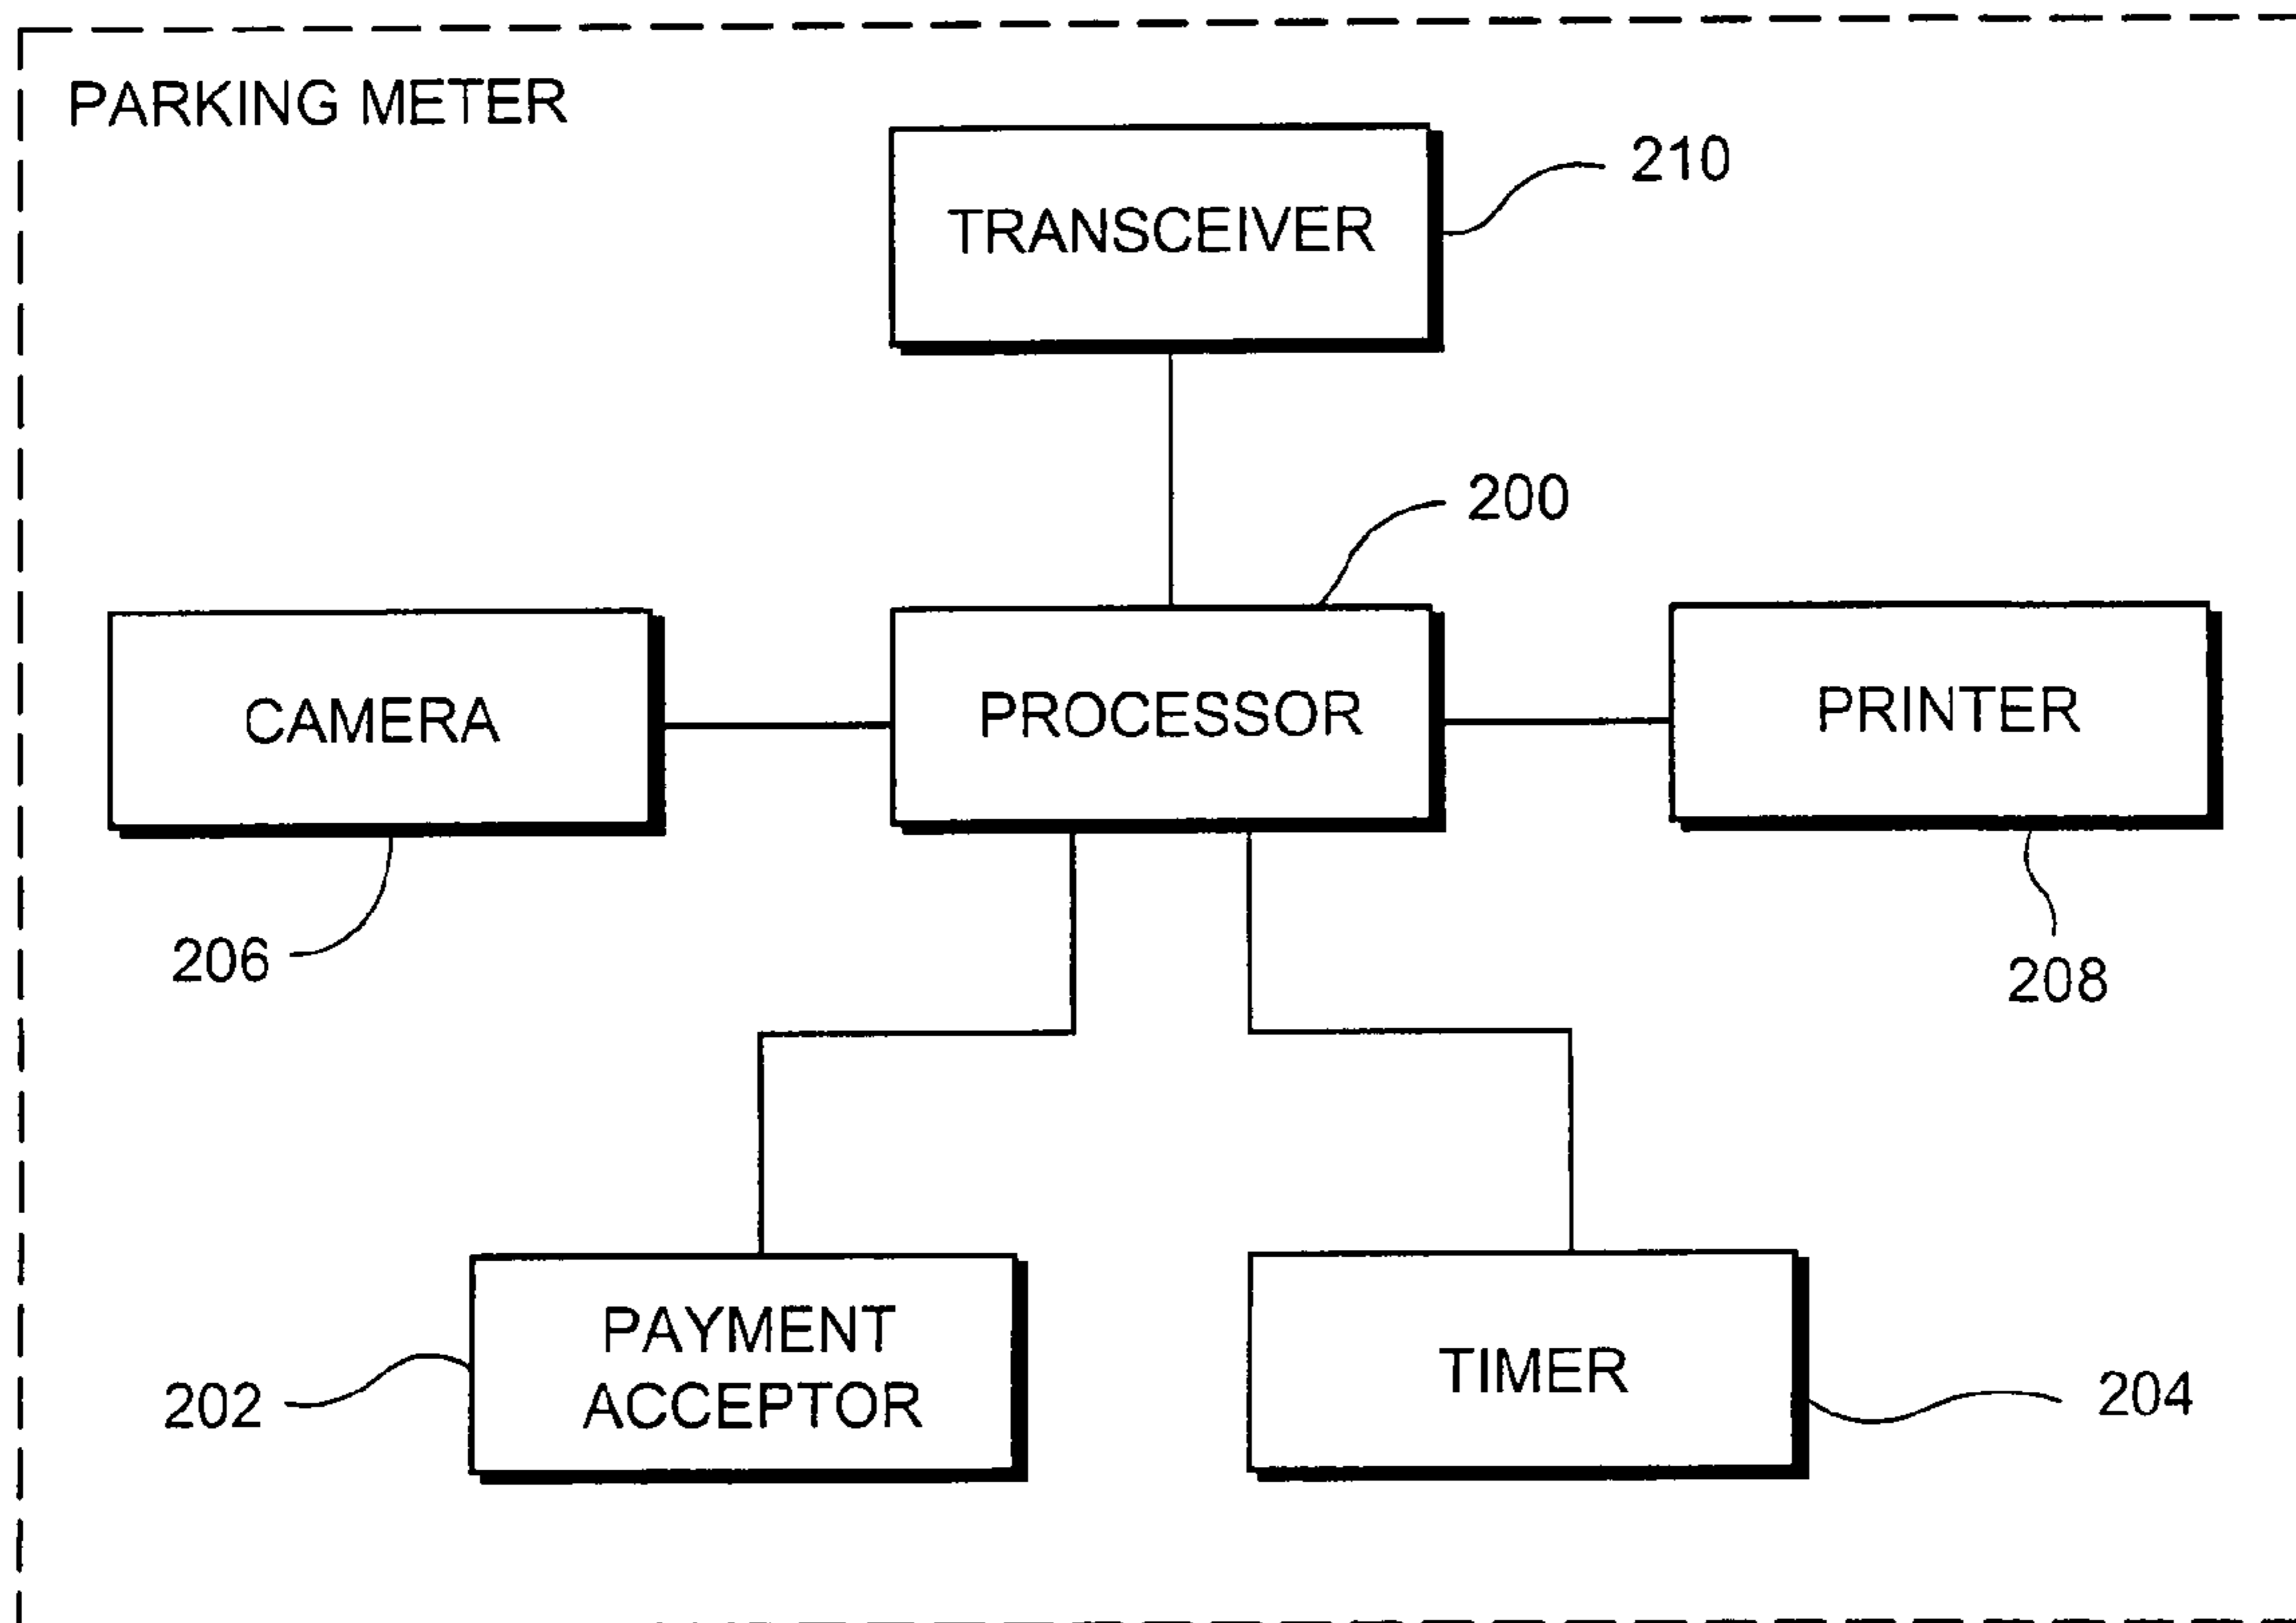 PARKING METER
TRANSCEIVER
210
200
CAMERA
PROCESSOR
PRINTER
206
208
PAYMENT
ACCEPTOR
TIMER
202
204